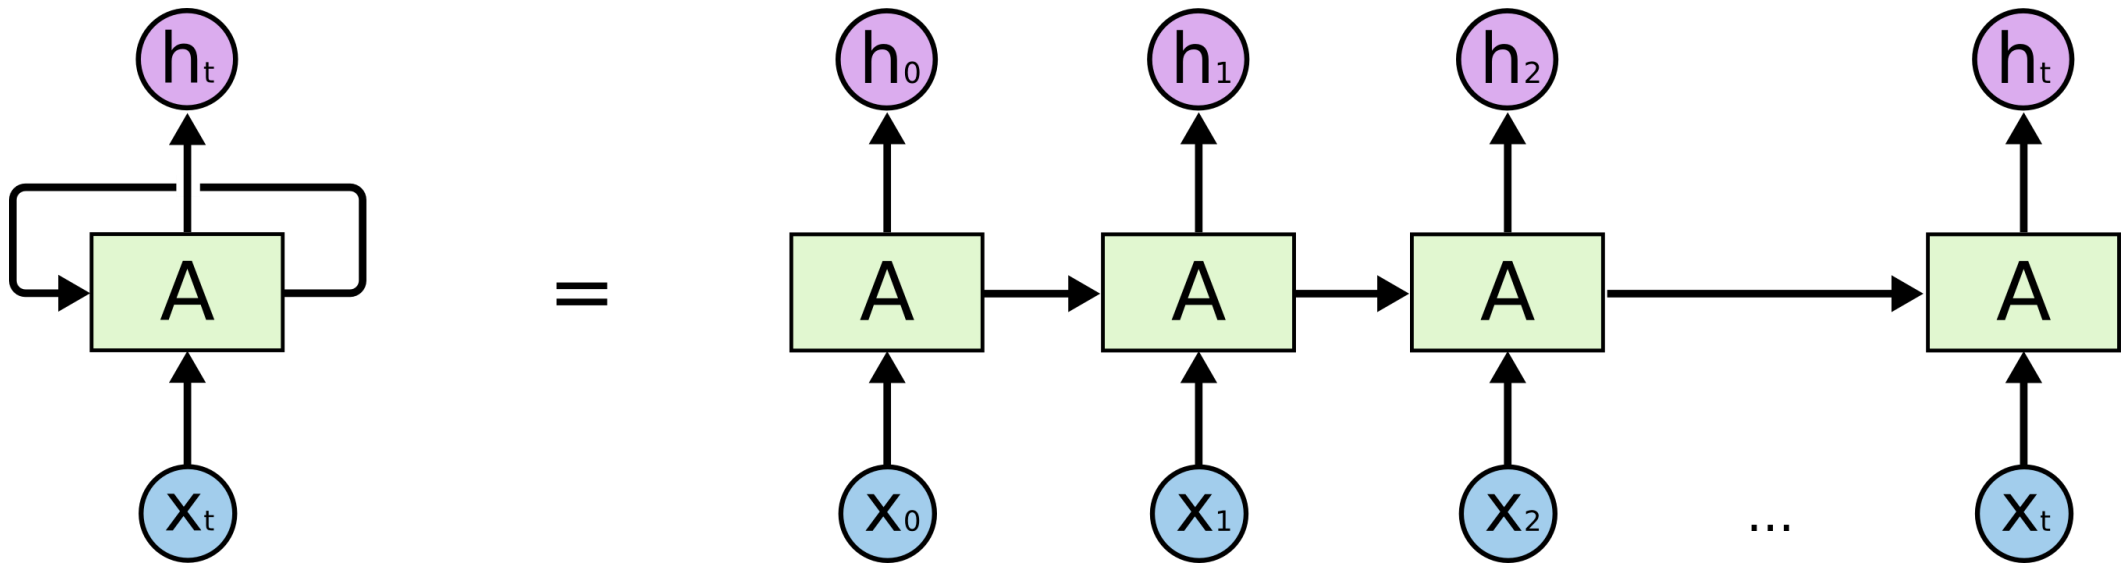 hₜ h₀ h₁ h₂ hₜ
A = A A A A
xₜ x₀ x₁ x₂ ... xₜ